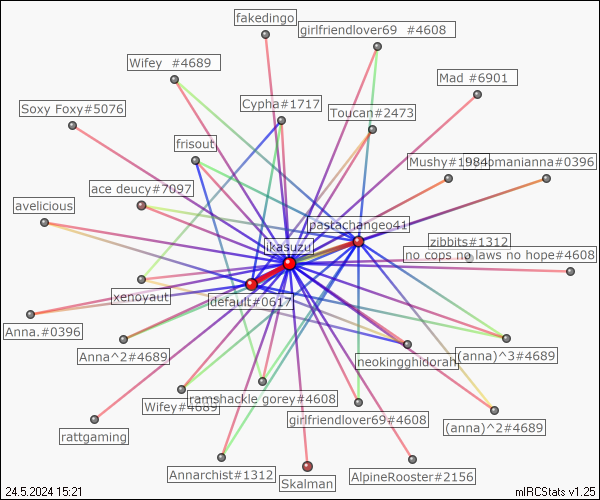 fakedingo
girlfriendlover69 #4608
Wifey #4689
Mad #6901
Cypha#1717
Soxy Foxy#5076
Toucan#2473
frisout
Mushy#1984
omanianna#0396
ace deucy#7097
avelicious
pastachangeo41
ikasuzu
zibbits#1312
no cops no laws no hope#4608
xenoyaut
default#0617
Anna.#0396
Anna^2#4689
neokingghidorah
(anna)^3#4689
Wifey#4689
ramshackle gorey#4608
girlfriendlover69#4608
(anna)^2#4689
rattgaming
Annarchist#1312
Skalman
AlpineRooster#2156
24.5.2024 15:21
mIRCStats v1.25